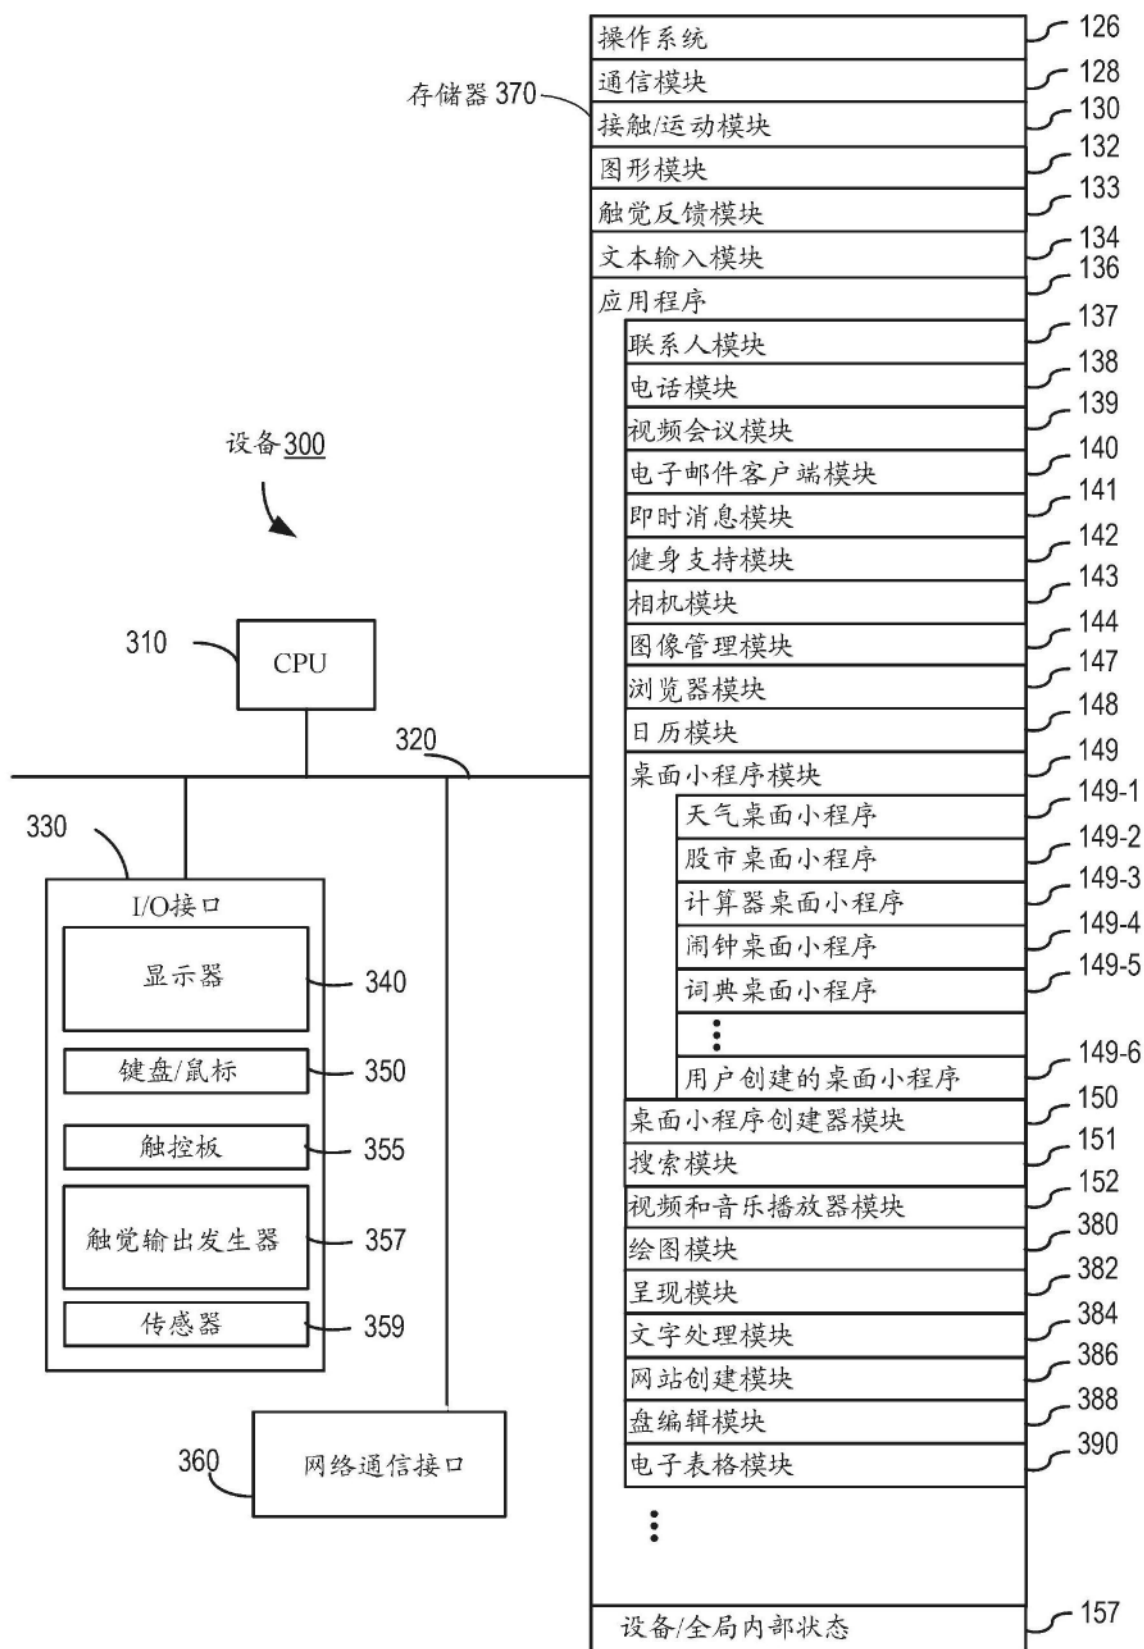 操作系统 126
通信模块 128
存储器 370
接触/运动模块 130
图形模块 132
触觉反馈模块 133
文本输入模块 134
应用程序 136
联系人模块 137
电话模块 138
视频会议模块 139
电子邮件客户端模块 140
即时消息模块 141
健身支持模块 142
相机模块 143
图像管理模块 144
浏览器模块 147
日历模块 148
桌面小程序模块 149
天气桌面小程序 149-1
股市桌面小程序 149-2
计算器桌面小程序 149-3
闹钟桌面小程序 149-4
词典桌面小程序 149-5
用户创建的桌面小程序 149-6
桌面小程序创建器模块 150
搜索模块 151
视频和音乐播放器模块 152
绘图模块 380
呈现模块 382
文字处理模块 384
网站创建模块 386
盘编辑模块 388
电子表格模块 390
设备/全局内部状态 157
设备 300
310
CPU
320
330
I/O接口
显示器 340
键盘/鼠标 350
触控板 355
触觉输出发生器 357
传感器 359
360
网络通信接口